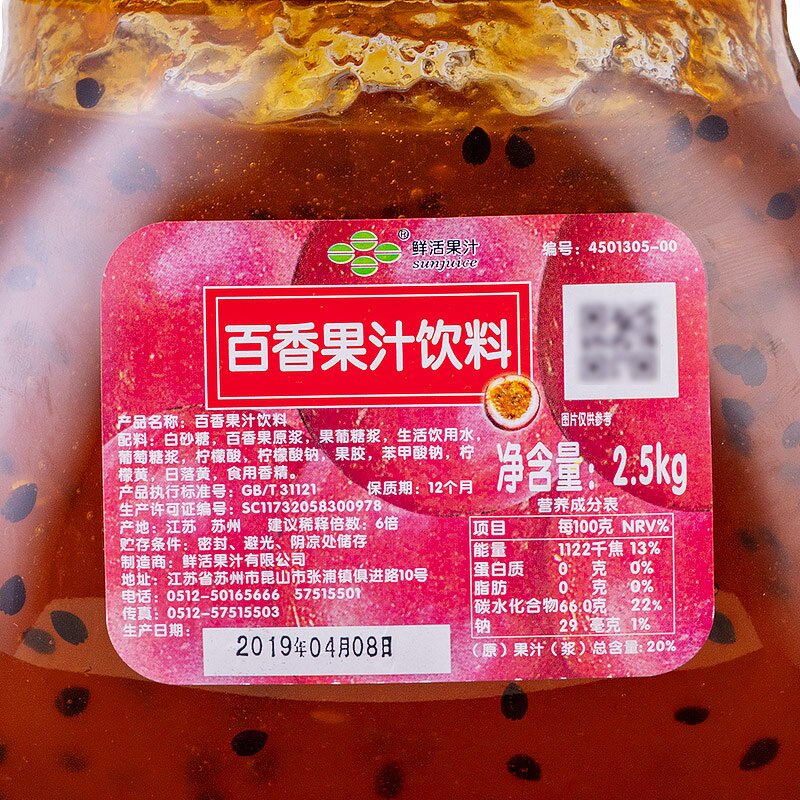 鲜活果汁
sunjuice
编号：4501305-00
百香果汁饮料
图片仅供参考
净含量：2.5kg
产品名称：百香果汁饮料
配料：白砂糖，百香果原浆，果葡糖浆，生活饮用水，
葡萄糖浆，柠檬酸，柠檬酸钠，果胶，苯甲酸钠，柠
檬黄，日落黄，食用香精。
产品执行标准号：GB/T 31121 保质期：12个月
生产许可证编号：SC11732058300978
产地：江苏 苏州 建议稀释倍数：6倍
贮存条件：密封、避光、阴凉处储存
制造商：鲜活果汁有限公司
地址：江苏省苏州市昆山市张浦镇俱进路10号
电话：0512-50165666 57515501
传真：0512-57515503
生产日期：
2019年04月08日
营养成分表
项目 每100克 NRV%
能量 1122千焦 13%
蛋白质 0 克 0%
脂肪 0 克 0%
碳水化合物 66.0克 22%
钠 29 毫克 1%
（原）果汁（浆）总含量：20%